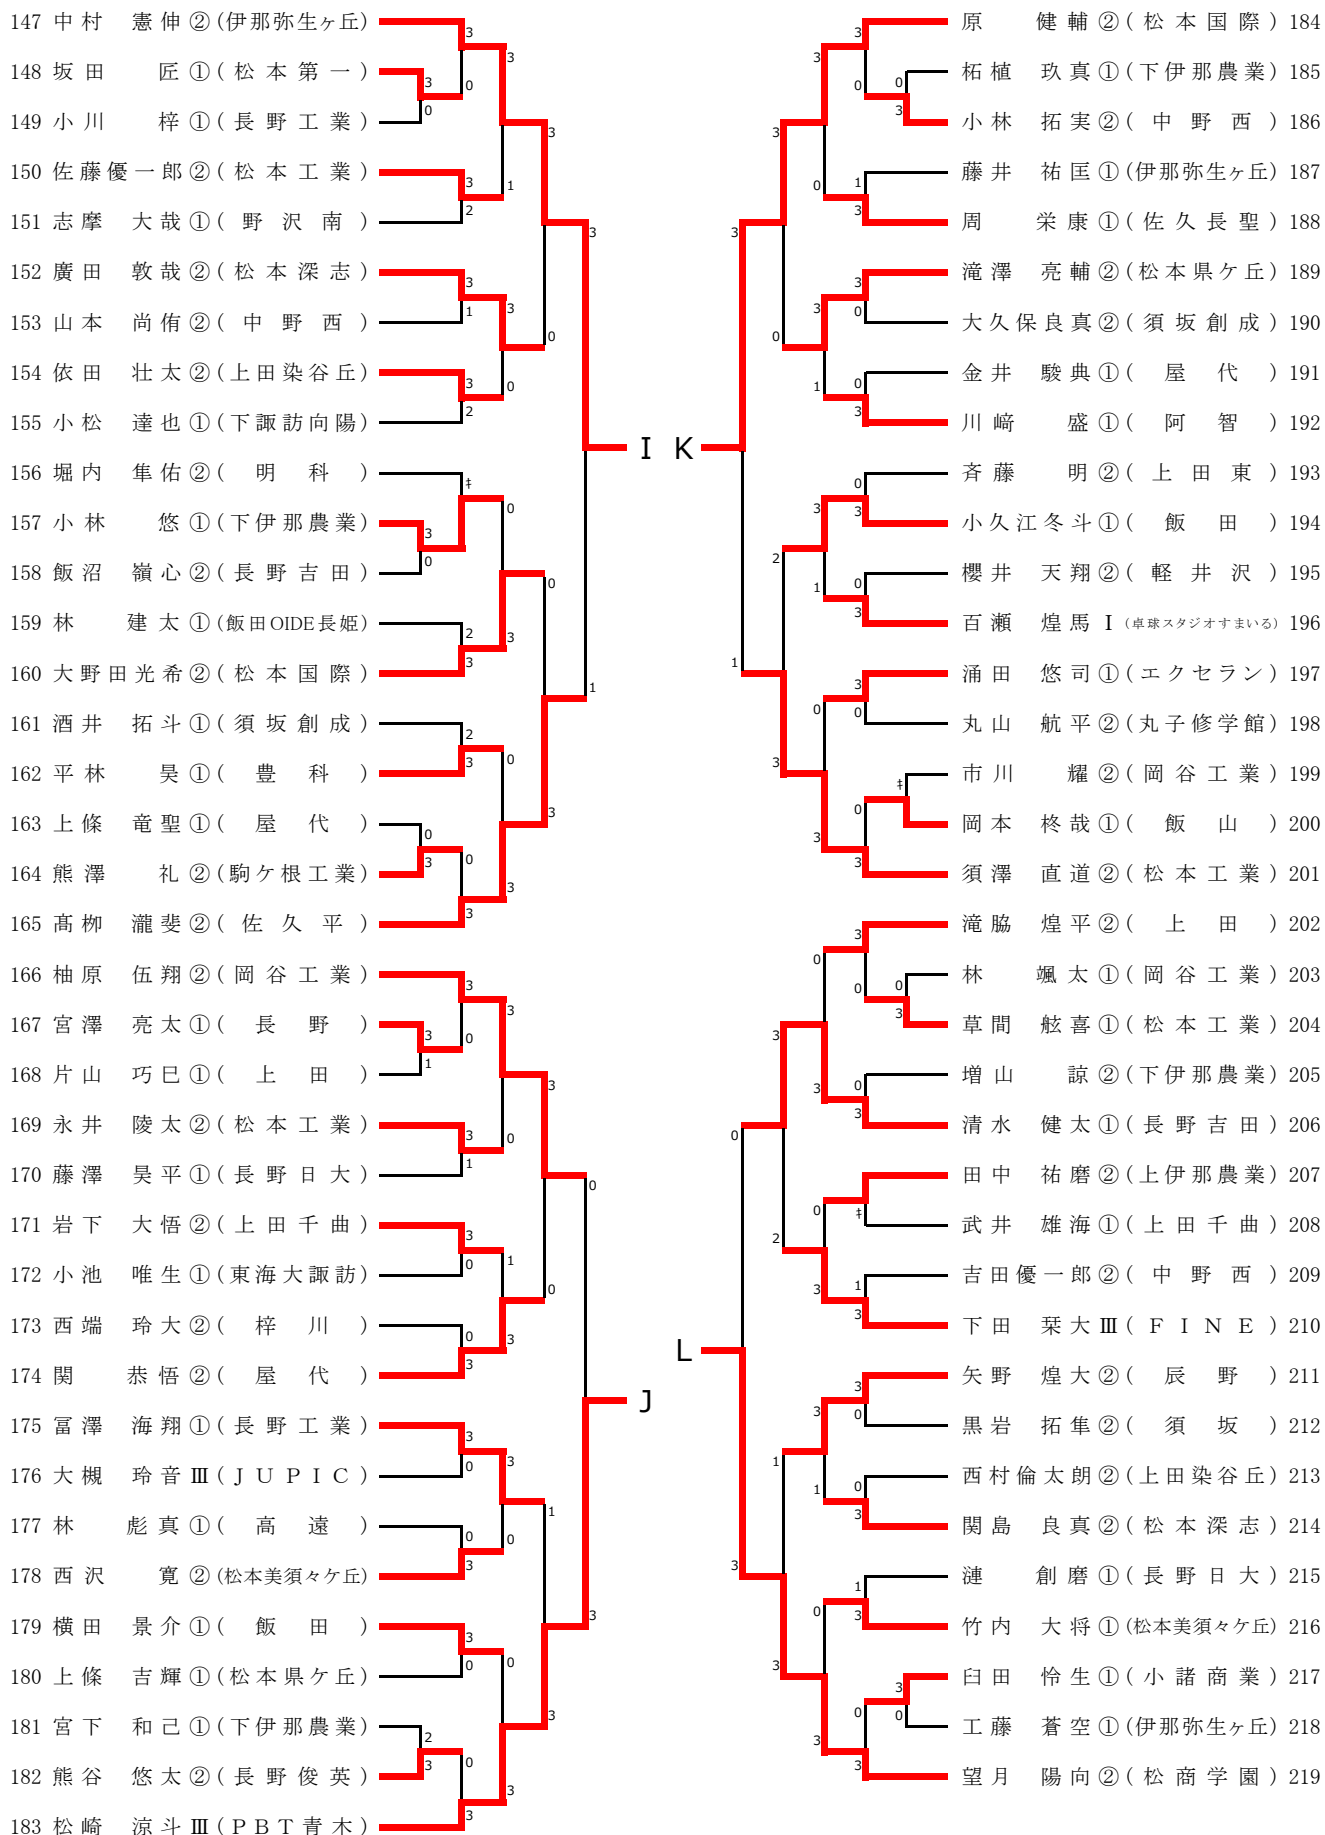 147 中村 憲伸 ② (伊那弥生ヶ丘)
148 坂田 匠 ① (松本第一)
149 小川 梓 ① (長野工業)
150 佐藤優一郎 ② (松本工業)
151 志摩 大哉 ① (野沢南)
152 廣田 敦哉 ② (松本深志)
153 山本 尚侑 ② (中野西)
154 依田 壮太 ② (上田染谷丘)
155 小松 達也 ① (下諏訪向陽)
156 堀内 隼佑 ② (明科)
157 小林 悠 ① (下伊那農業)
158 飯沼 嶺心 ② (長野吉田)
159 林 建太 ① (飯田OIDE長姫)
160 大野田光希 ② (松本国際)
161 酒井 拓斗 ① (須坂創成)
162 平林 昊 ① (豊科)
163 上條 竜聖 ① (屋代)
164 熊澤 礼 ② (駒ケ根工業)
165 髙栁 瀧斐 ② (佐久平)
166 柚原 伍翔 ② (岡谷工業)
167 宮澤 亮太 ① (長野)
168 片山 巧巳 ① (上田)
169 永井 陵太 ② (松本工業)
170 藤澤 昊平 ① (長野日大)
171 岩下 大悟 ② (上田千曲)
172 小池 唯生 ① (東海大諏訪)
173 西端 玲大 ② (梓川)
174 関 恭悟 ② (屋代)
175 冨澤 海翔 ① (長野工業)
176 大槻 玲音 Ⅲ (JUPIC)
177 林 彪真 ① (高遠)
178 西沢 寛 ② (松本美須々ケ丘)
179 横田 景介 ① (飯田)
180 上條 吉輝 ① (松本県ケ丘)
181 宮下 和己 ① (下伊那農業)
182 熊谷 悠太 ② (長野俊英)
183 松崎 涼斗 Ⅲ (PBT青木)
I K
J
L
原 健輔 ② (松本国際) 184
柘植 玖真 ① (下伊那農業) 185
小林 拓実 ② (中野西) 186
藤井 祐匡 ① (伊那弥生ヶ丘) 187
周 栄康 ① (佐久長聖) 188
滝澤 亮輔 ② (松本県ケ丘) 189
大久保良真 ② (須坂創成) 190
金井 駿典 ① (屋代) 191
川﨑 盛 ① (阿智) 192
斉藤 明 ② (上田東) 193
小久江冬斗 ① (飯田) 194
櫻井 天翔 ② (軽井沢) 195
百瀬 煌馬 Ⅰ (卓球スタジオすまいる) 196
涌田 悠司 ① (エクセラン) 197
丸山 航平 ② (丸子修学館) 198
市川 耀 ② (岡谷工業) 199
岡本 柊哉 ① (飯山) 200
須澤 直道 ② (松本工業) 201
滝脇 煌平 ② (上田) 202
林 颯太 ① (岡谷工業) 203
草間 舷喜 ① (松本工業) 204
増山 諒 ② (下伊那農業) 205
清水 健太 ① (長野吉田) 206
田中 祐磨 ② (上伊那農業) 207
武井 雄海 ① (上田千曲) 208
吉田優一郎 ② (中野西) 209
下田 栞大 Ⅲ (FINE) 210
矢野 煌大 ② (辰野) 211
黒岩 拓隼 ② (須坂) 212
西村倫太朗 ② (上田染谷丘) 213
関島 良真 ② (松本深志) 214
漣 創磨 ① (長野日大) 215
竹内 大将 ① (松本美須々ケ丘) 216
臼田 怜生 ① (小諸商業) 217
工藤 蒼空 ① (伊那弥生ヶ丘) 218
望月 陽向 ② (松商学園) 219